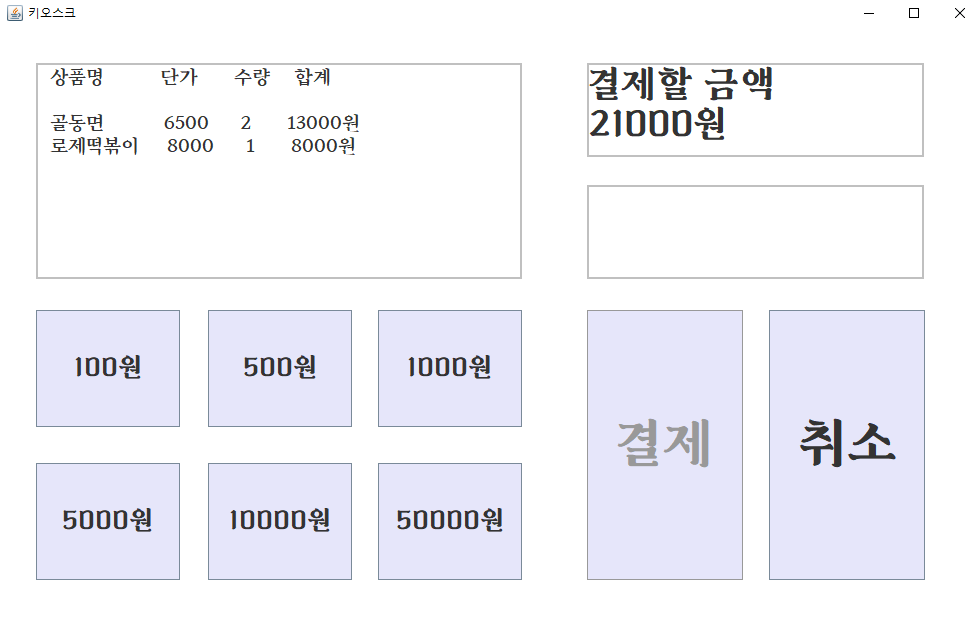 키오스크
상품명 단가 수량 합계
골동면 6500 2 13000원
로제떡볶이 8000 1 8000원
결제할 금액
21000원
100원 500원 1000원
5000원 10000원 50000원
결제 취소